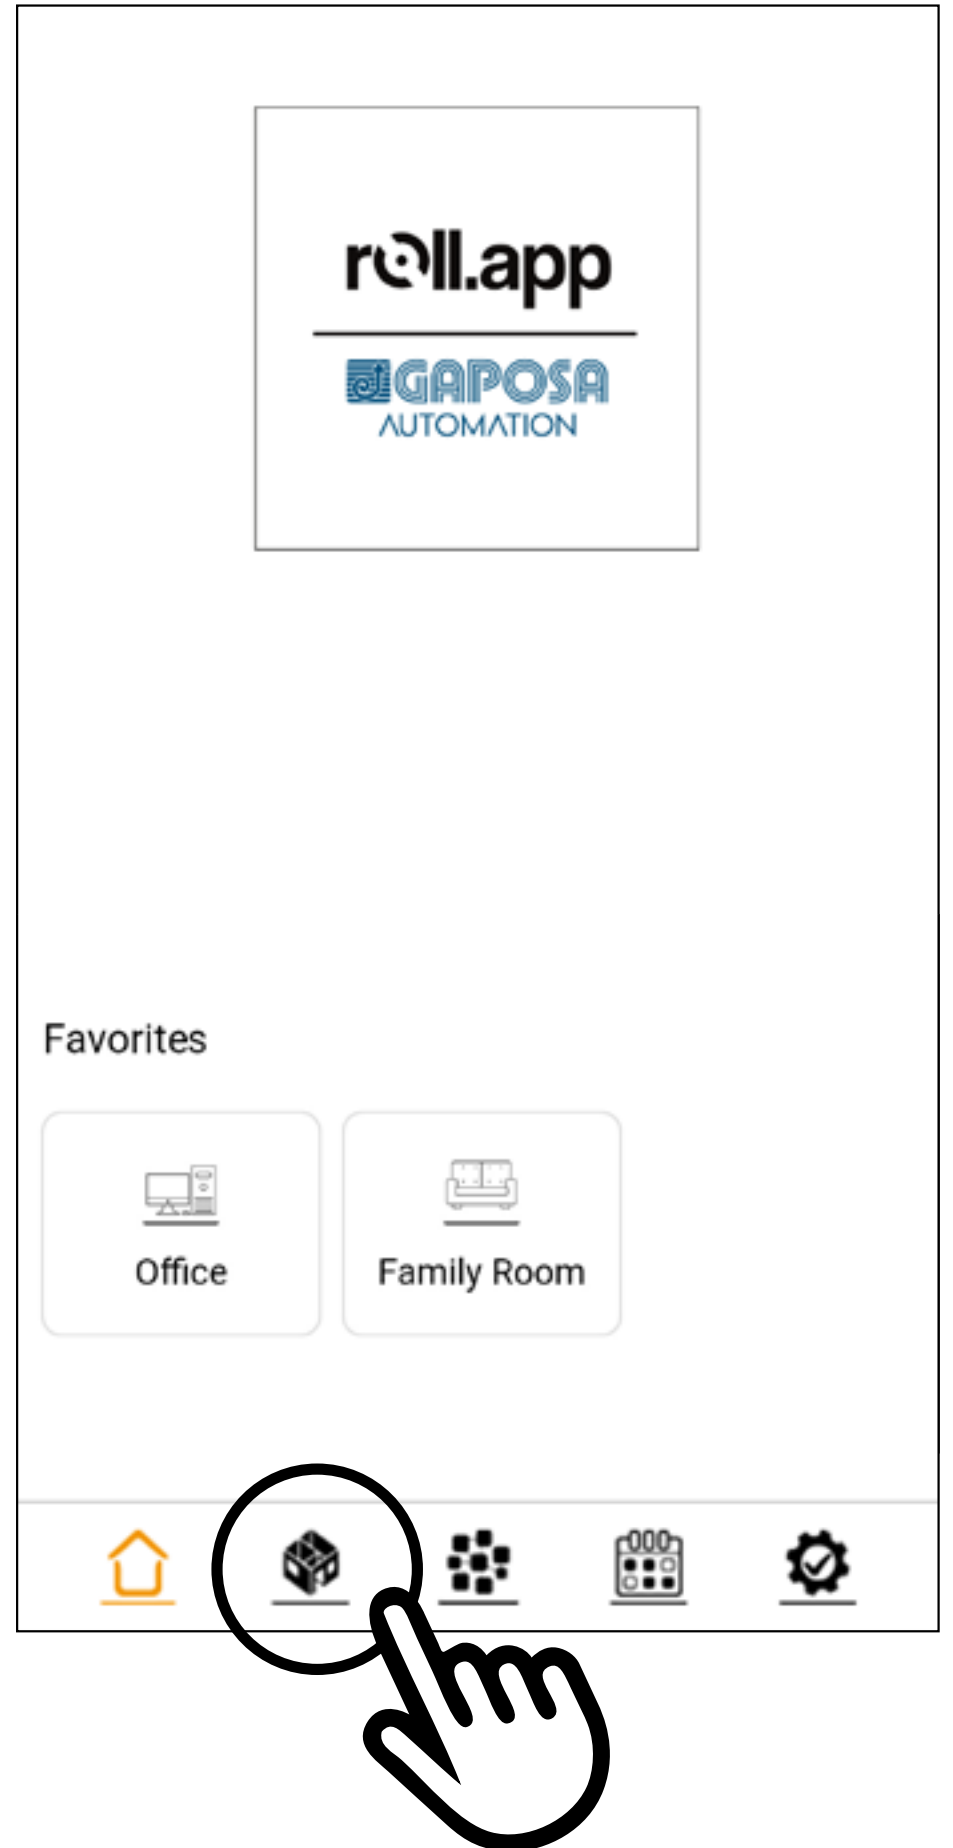 roll.app
GAPOSA
AUTOMATION
Favorites
Office
Family Room